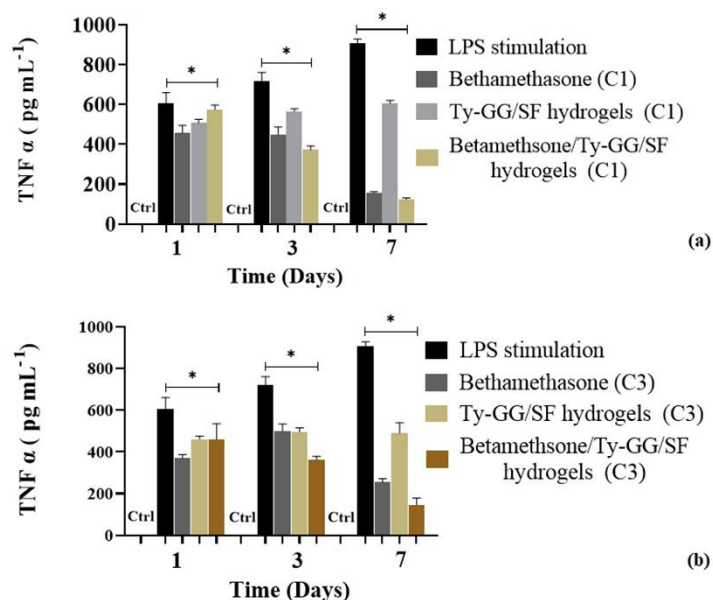 1000
800
600
400
200
0
TNF α ( pg mL⁻¹)
*
*
*
Ctrl
Ctrl
Ctrl
1
3
7
Time (Days)
LPS stimulation
Bethamethasone (C1)
Ty-GG/SF hydrogels (C1)
Betamethsone/Ty-GG/SF
hydrogels (C1)
(a)
1000
800
600
400
200
0
TNF α ( pg mL⁻¹)
*
*
*
Ctrl
Ctrl
Ctrl
1
3
7
Time (Days)
LPS stimulation
Bethamethasone (C3)
Ty-GG/SF hydrogels (C3)
Betamethsone/Ty-GG/SF
hydrogels (C3)
(b)